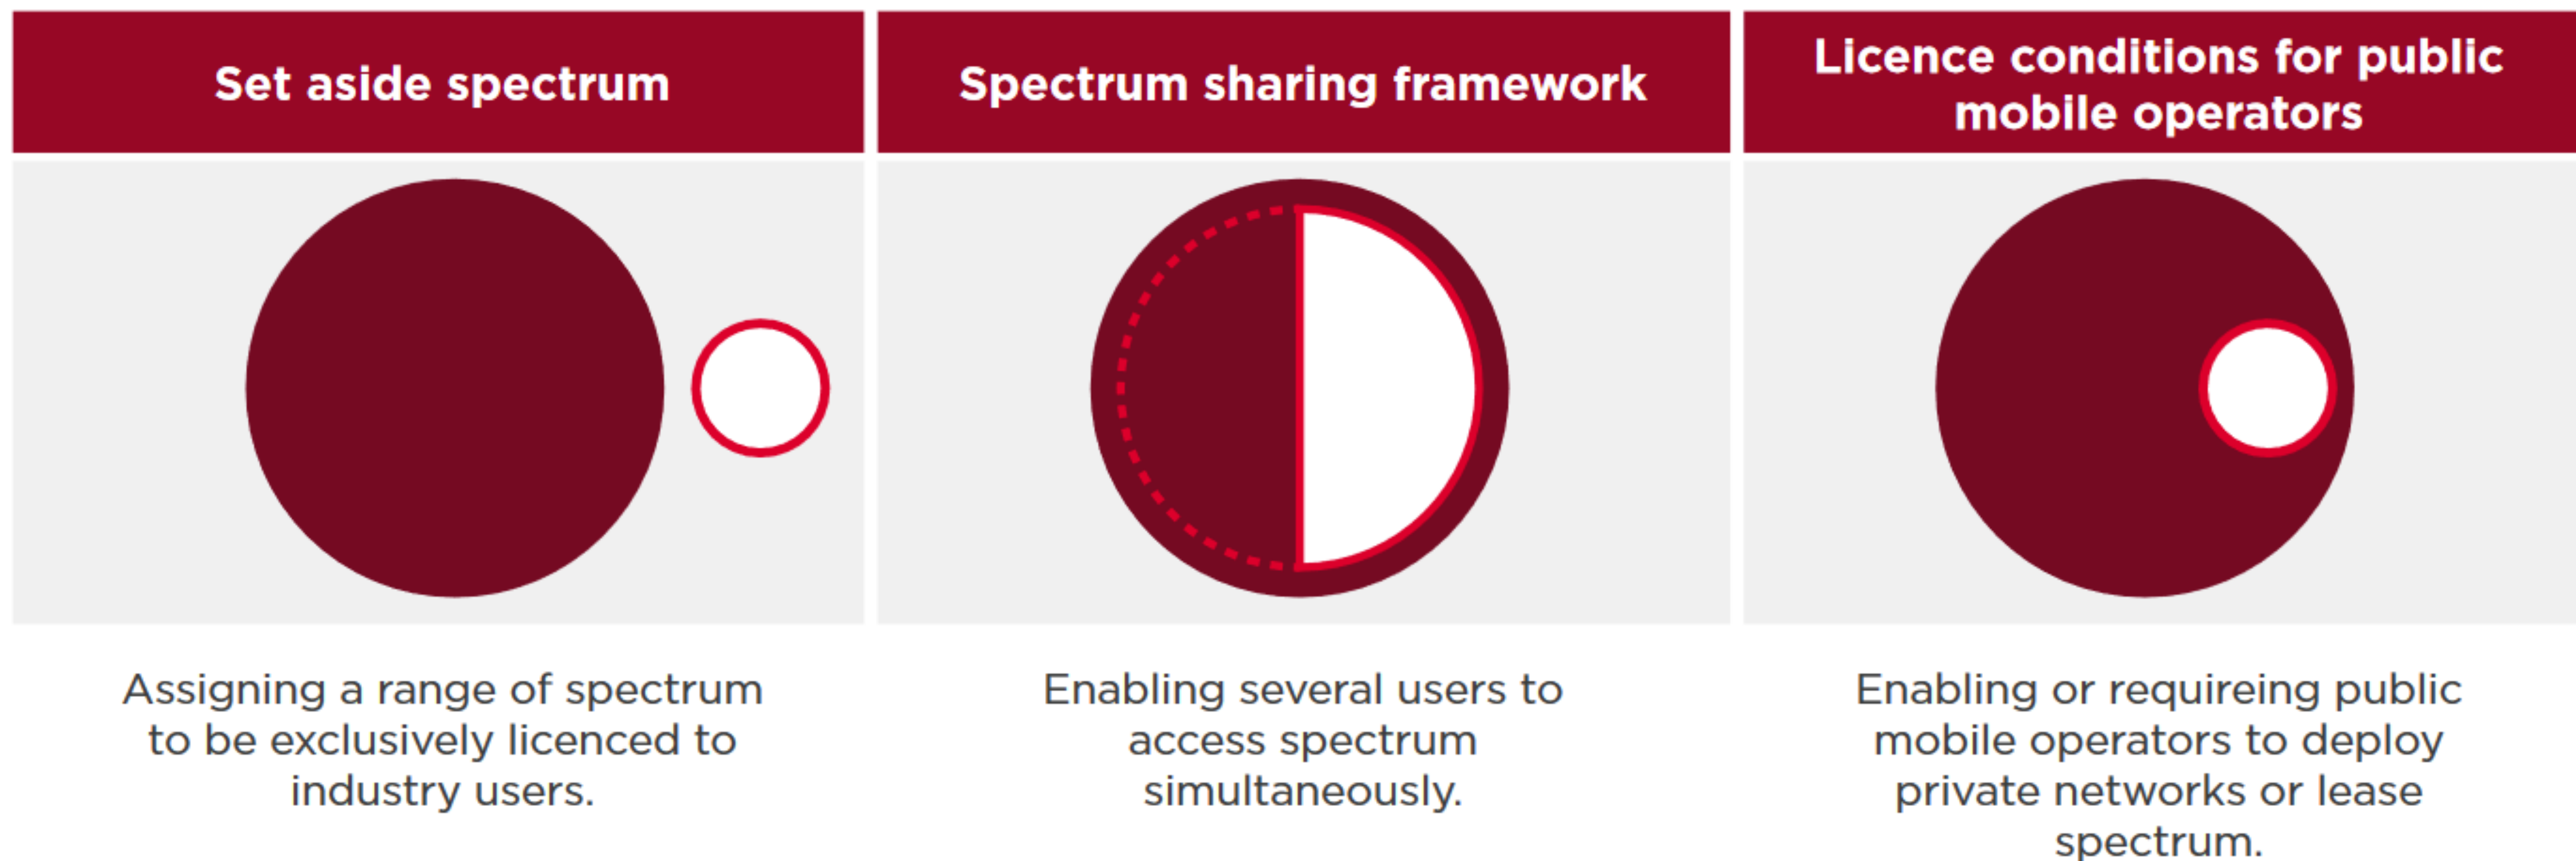 Set aside spectrum
Spectrum sharing framework
Licence conditions for public
mobile operators
Assigning a range of spectrum
to be exclusively licenced to
industry users.
Enabling several users to
access spectrum
simultaneously.
Enabling or requireing public
mobile operators to deploy
private networks or lease
spectrum.